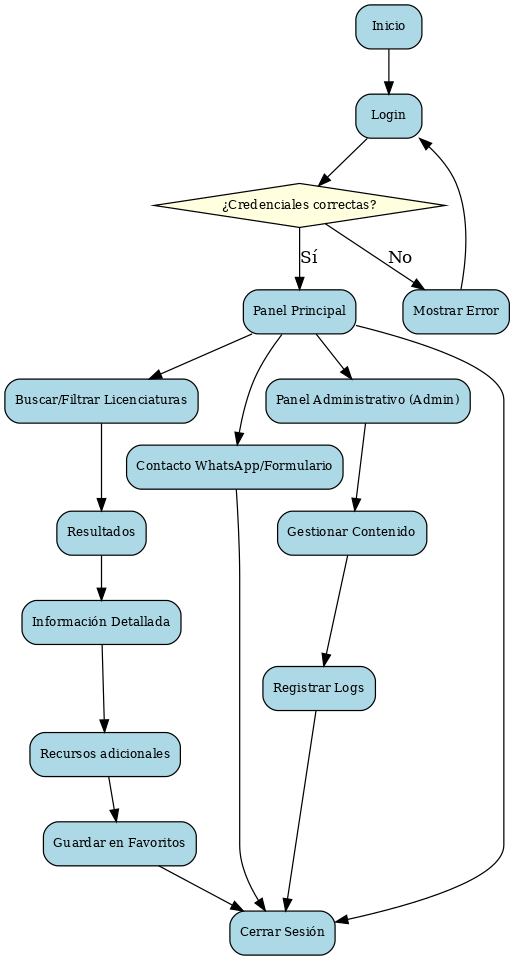 Inicio
Login
¿Credenciales correctas?
Sí
No
Panel Principal
Mostrar Error
Buscar/Filtrar Licenciaturas
Panel Administrativo (Admin)
Contacto WhatsApp/Formulario
Resultados
Gestionar Contenido
Información Detallada
Registrar Logs
Recursos adicionales
Guardar en Favoritos
Cerrar Sesión